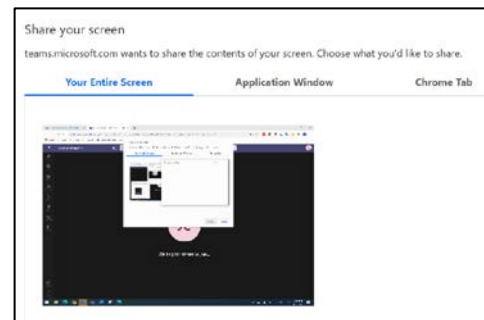 Share your screen
teams.microsoft.com wants to share the contents of your screen. Choose what you'd like to share.
Your Entire Screen Application Window Chrome Tab